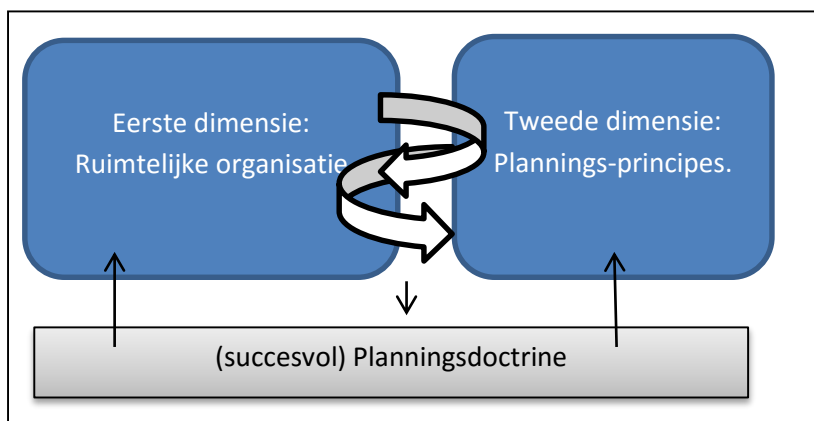 Eerste dimensie:
Ruimtelijke organisatie
Tweede dimensie:
Plannings-principes.
(succesvol) Planningsdoctrine